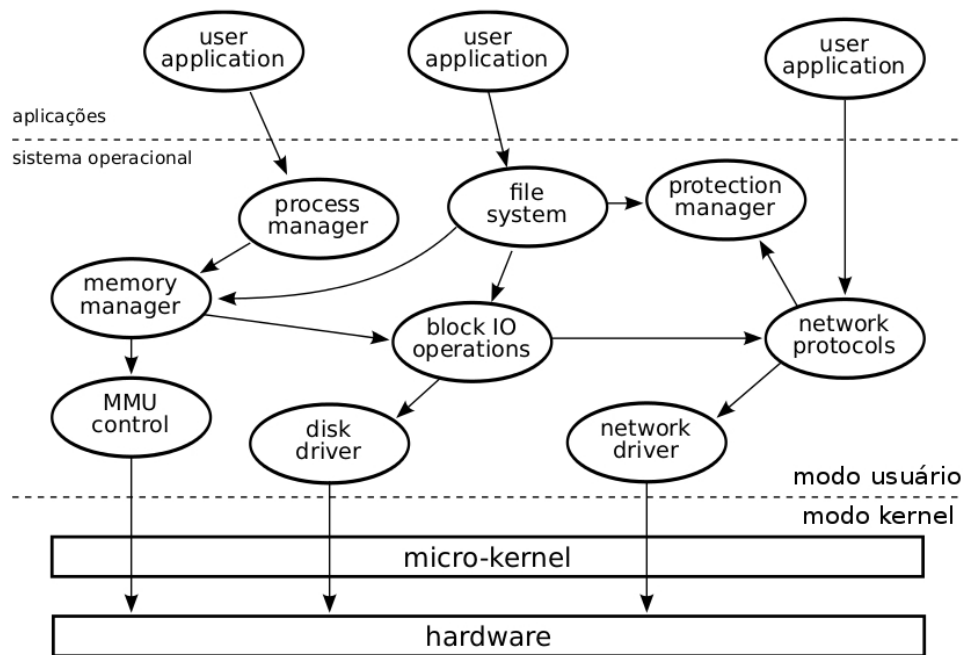 user
application
user
application
user
application
aplicações
sistema operacional
process
manager
file
system
protection
manager
memory
manager
block IO
operations
network
protocols
MMU
control
disk
driver
network
driver
modo usuário
modo kernel
micro-kernel
hardware